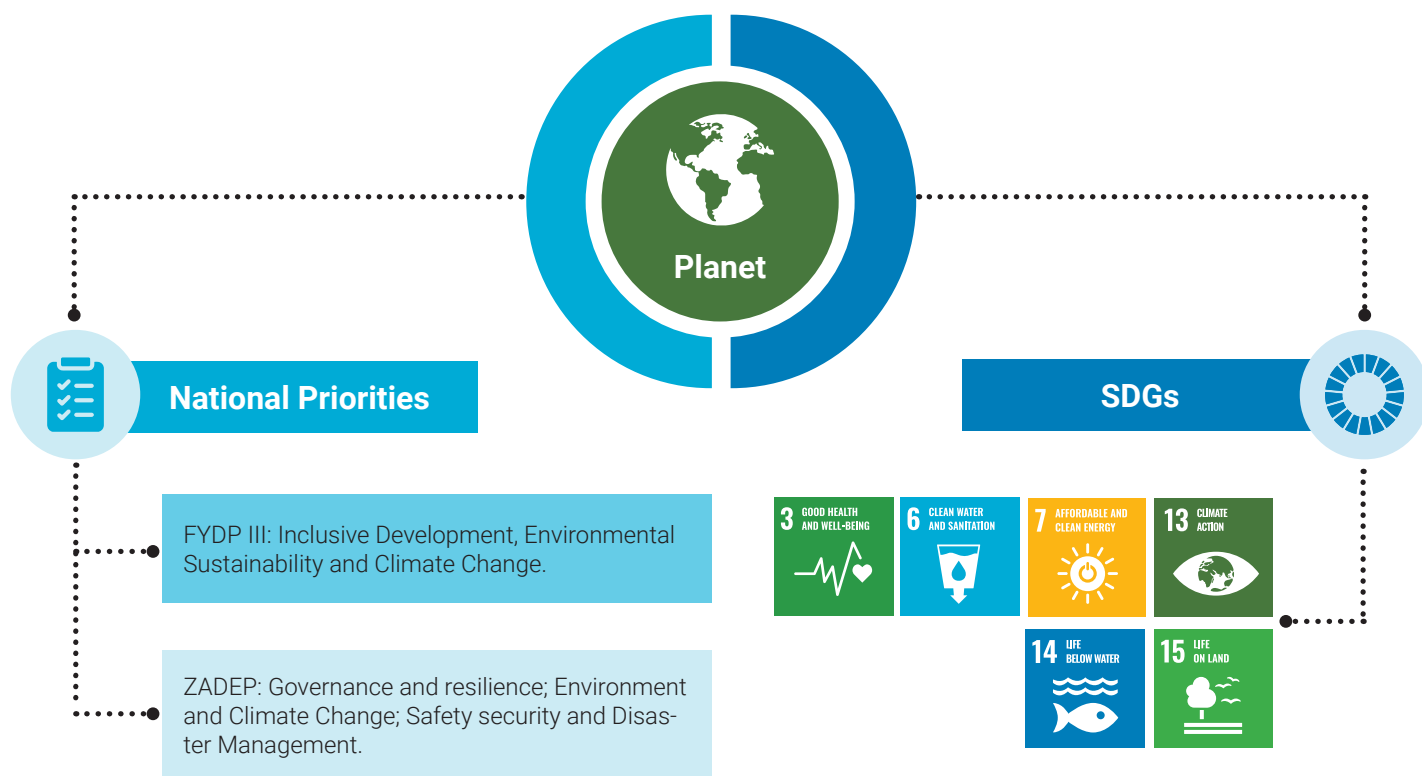 Planet
National Priorities
SDGs
FYDP III: Inclusive Development, Environmental
Sustainability and Climate Change.
ZADEP: Governance and resilience; Environment
and Climate Change; Safety security and Disas-
ter Management.
3 GOOD HEALTH
AND WELL-BEING
6 CLEAN WATER
AND SANITATION
7 AFFORDABLE AND
CLEAN ENERGY
13 CLIMATE
ACTION
14 LIFE
BELOW WATER
15 LIFE
ON LAND